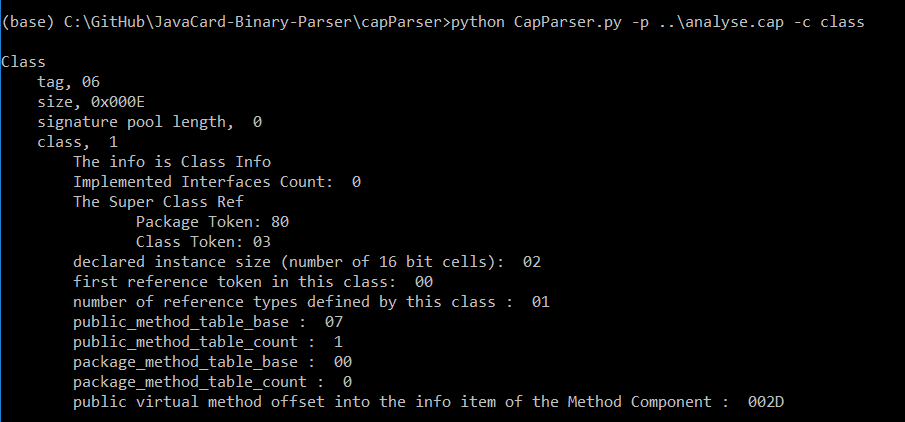 (base) C:\GitHub\JavaCard-Binary-Parser\capParser>python CapParser.py -p ..\analyse.cap -c class
Class
tag, 06
size, 0x000E
signature pool length,  0
class,  1
The info is Class Info
Implemented Interfaces Count:  0
The Super Class Ref
Package Token: 80
Class Token: 03
declared instance size (number of 16 bit cells):  02
first reference token in this class:  00
number of reference types defined by this class :  01
public_method_table_base :  07
public_method_table_count :  1
package_method_table_base :  00
package_method_table_count :  0
public virtual method offset into the info item of the Method Component :  002D